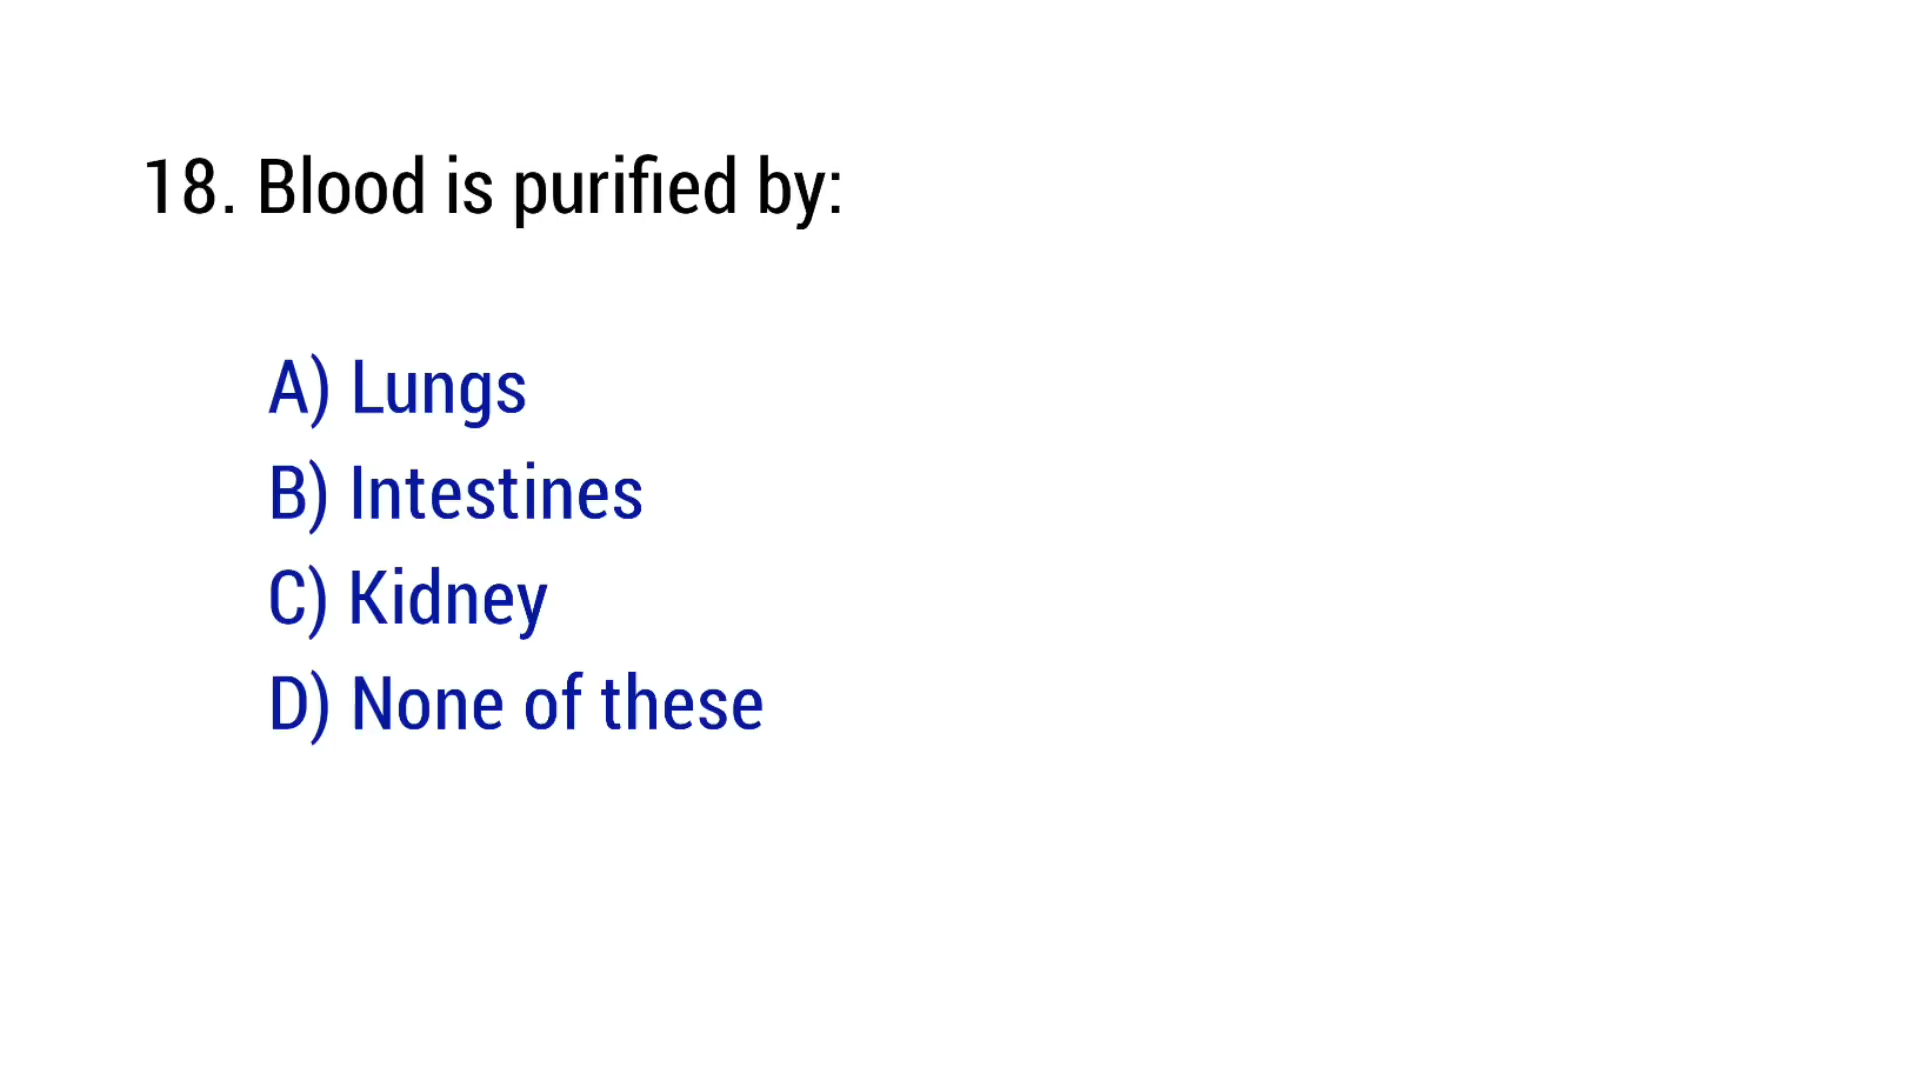 18. Blood is purified by:
A) Lungs
B) Intestines
C) Kidney
D) None of these